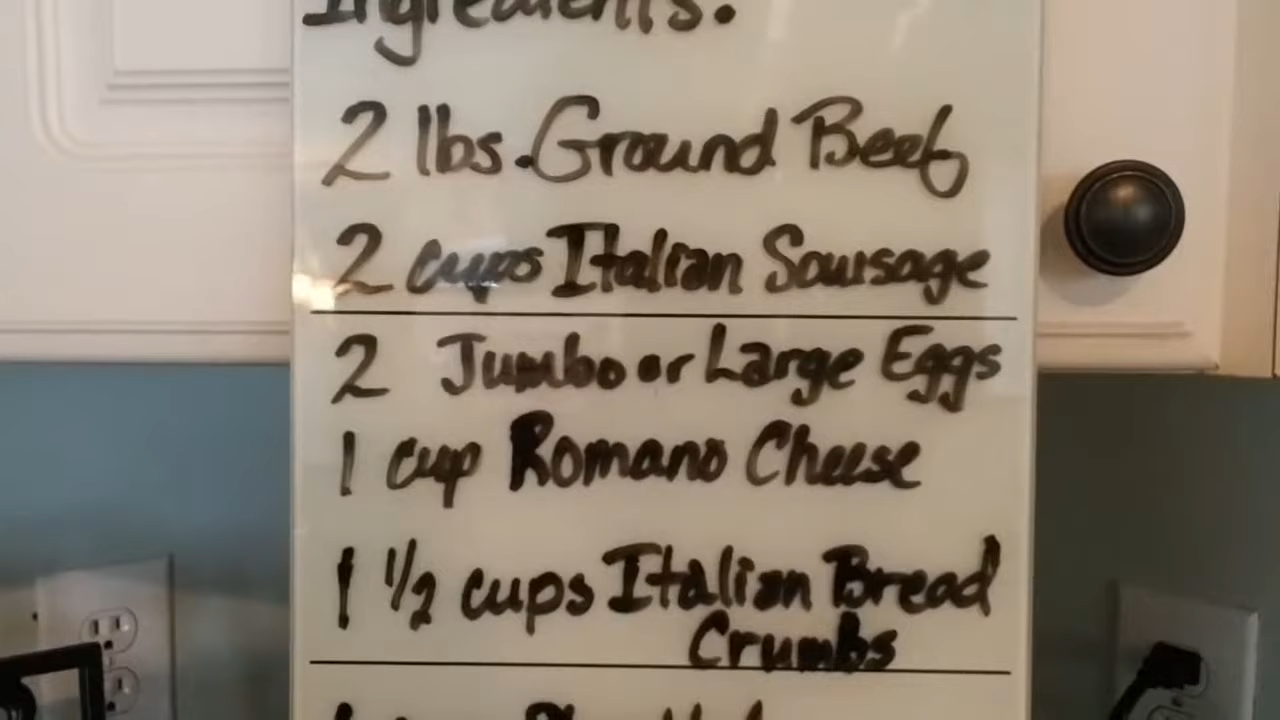 Ingredients:
2 lbs. Ground Beef
2 cups Italian Sausage
2 Jumbo or Large Eggs
1 cup Romano Cheese
1 1/2 cups Italian Bread
Crumbs